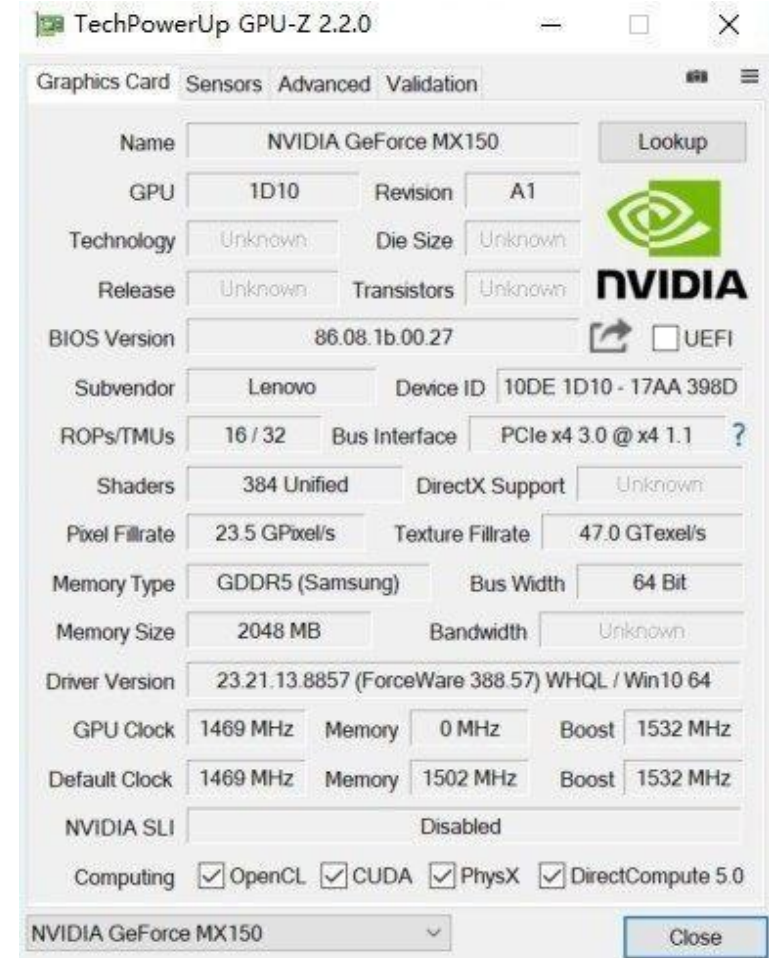 TechPowerUp GPU-Z 2.2.0
Graphics Card Sensors Advanced Validation
Name NVIDIA GeForce MX150 Lookup
GPU 1D10 Revision A1
Technology Unknown Die Size Unknown
Release Unknown Transistors Unknown
NVIDIA
BIOS Version 86.08.1b.00.27 UEFI
Subvendor Lenovo Device ID 10DE 1D10 - 17AA 398D
ROPs/TMUs 16 / 32 Bus Interface PCIe x4 3.0 @ x4 1.1 ?
Shaders 384 Unified DirectX Support Unknown
Pixel Fillrate 23.5 GPixel/s Texture Fillrate 47.0 GTexel/s
Memory Type GDDR5 (Samsung) Bus Width 64 Bit
Memory Size 2048 MB Bandwidth Unknown
Driver Version 23.21.13.8857 (ForceWare 388.57) WHQL / Win10 64
GPU Clock 1469 MHz Memory 0 MHz Boost 1532 MHz
Default Clock 1469 MHz Memory 1502 MHz Boost 1532 MHz
NVIDIA SLI Disabled
Computing OpenCL CUDA PhysX DirectCompute 5.0
NVIDIA GeForce MX150 Close